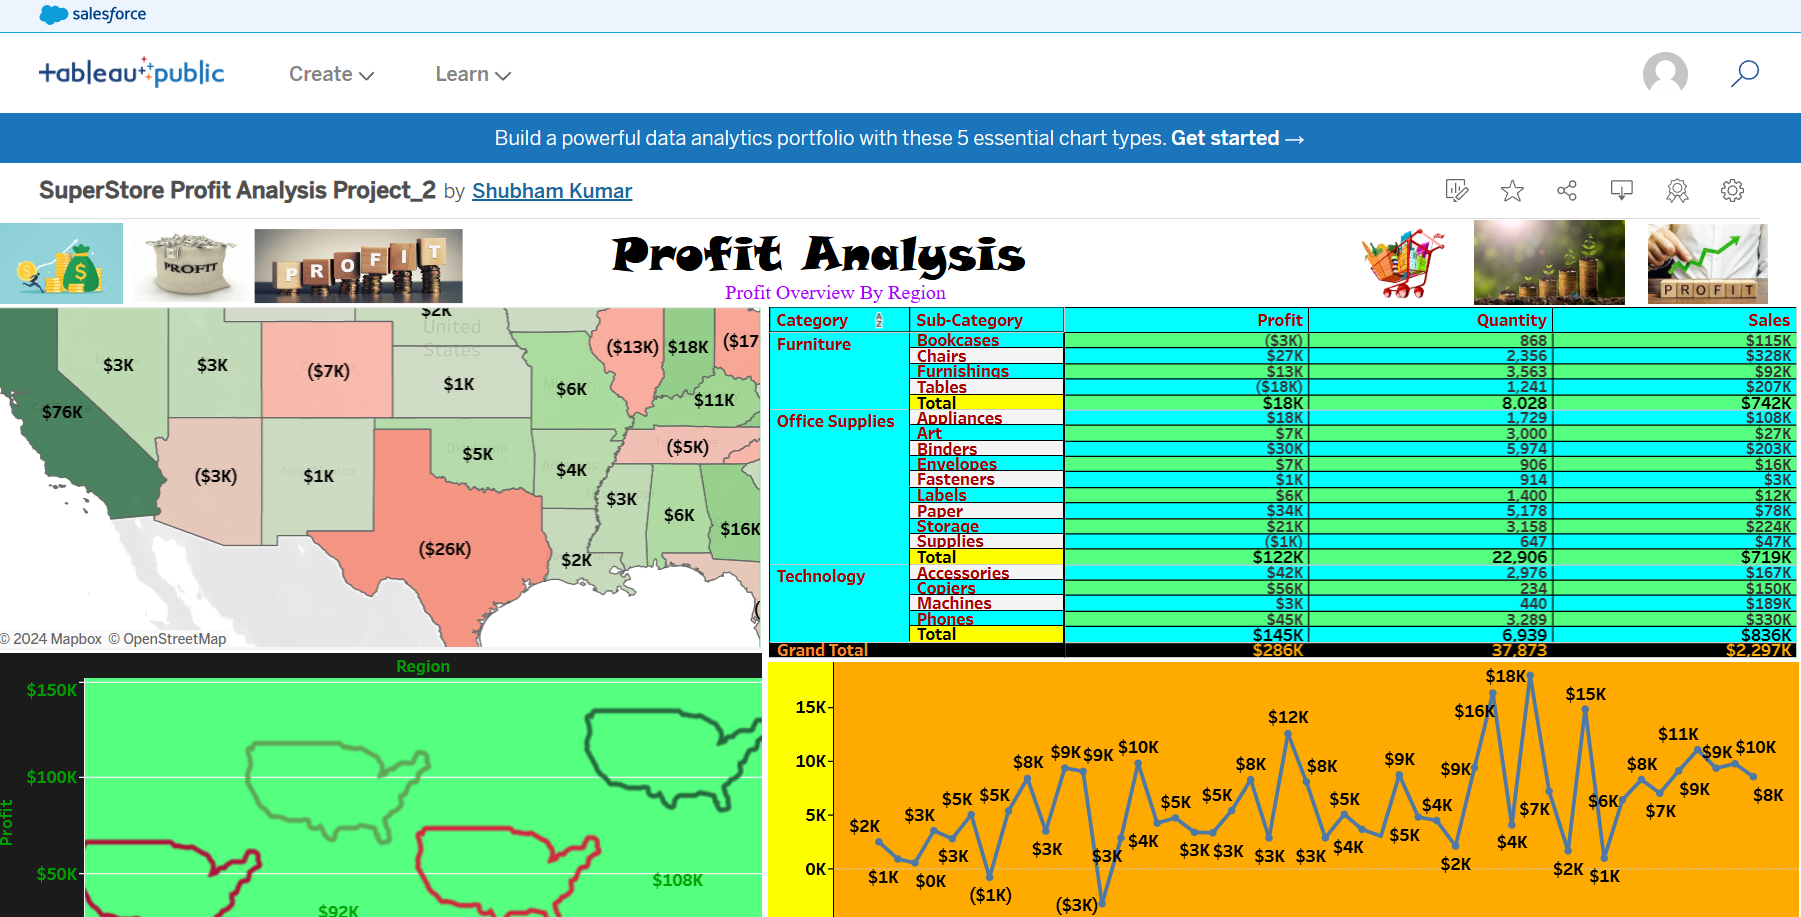 salesforce
tableau public Create Learn
Build a powerful data analytics portfolio with these 5 essential chart types. Get started →
SuperStore Profit Analysis Project_2 by Shubham Kumar
PROFIT
PROFIT
Profit Analysis
Profit Overview By Region
PROFIT
$2K
United
States
$3K
$3K
($7K)
$1K
$6K
($13K)
$18K
($17
$11K
$76K
($3K)
$1K
$5K
$4K
($5K)
$3K
$6K
$16K
($26K)
$2K
© 2024 Mapbox © OpenStreetMap
Category Sub-Category Profit Quantity Sales
Furniture Bookcases ($3K) 868 $115K
Chairs $27K 2,356 $328K
Furnishings $13K 3,563 $92K
Tables ($18K) 1,241 $207K
Total $18K 8,028 $742K
Office Supplies Appliances $18K 1,729 $108K
Art $7K 3,000 $27K
Binders $30K 5,974 $203K
Envelopes $7K 906 $16K
Fasteners $1K 914 $3K
Labels $6K 1,400 $12K
Paper $34K 5,178 $78K
Storage $21K 3,158 $224K
Supplies ($1K) 647 $47K
Total $122K 22,906 $719K
Technology Accessories $42K 2,976 $167K
Copiers $56K 234 $150K
Machines $3K 440 $189K
Phones $45K 3,289 $330K
Total $145K 6,939 $836K
Grand Total $286K 37,873 $2,297K
Region
Profit
$150K
$100K
$50K
$92K
$108K
15K
10K
5K
0K
$2K
$1K
$0K
$3K
$3K
$5K
($1K)
$5K
$8K
$3K
$9K
$9K
($3K)
$3K
$10K
$4K
$5K
$3K
$3K
$5K
$8K
$3K
$12K
$8K
$3K
$5K
$4K
$9K
$5K
$4K
$2K
$9K
$16K
$4K
$18K
$7K
$2K
$15K
$1K
$6K
$8K
$7K
$9K
$11K
$9K
$10K
$8K